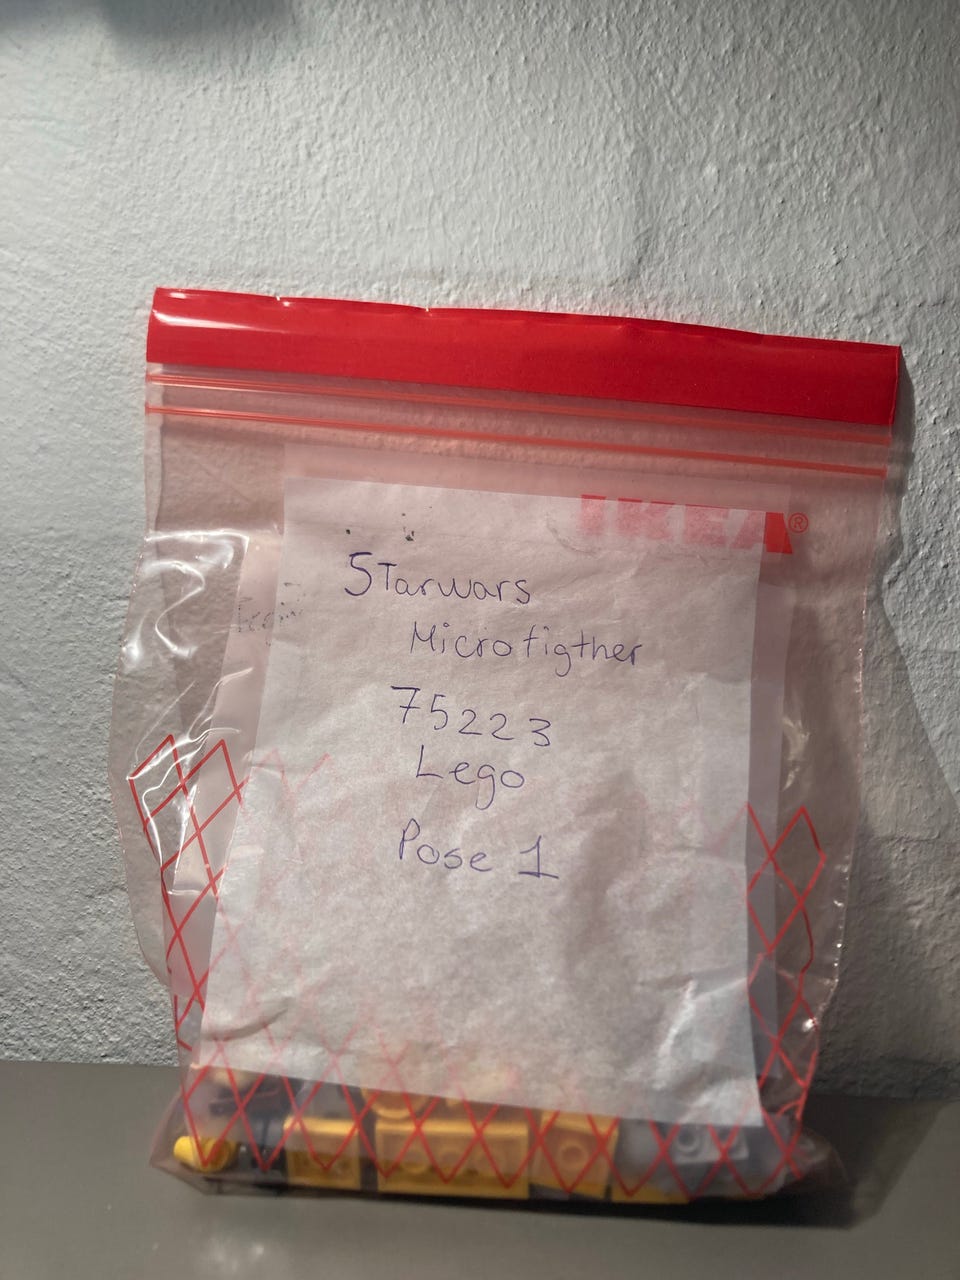 IKEA®
Starwars
Microfigther
75223
Lego
Pose 1